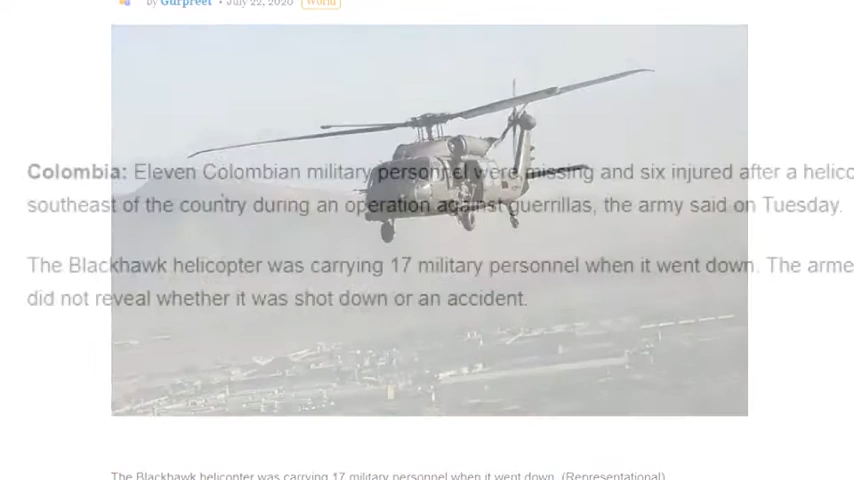 by Gurpreet • July 22, 2020 World
Colombia: Eleven Colombian military personnel were missing and six injured after a
southeast of the country during an operation against guerrillas, the army said on Tuesday.
The Blackhawk helicopter was carrying 17 military personnel when it went down. The
did not reveal whether it was shot down or an accident.
The Blackhawk helicopter was carrying 17 military personnel when it went down. (Representational)